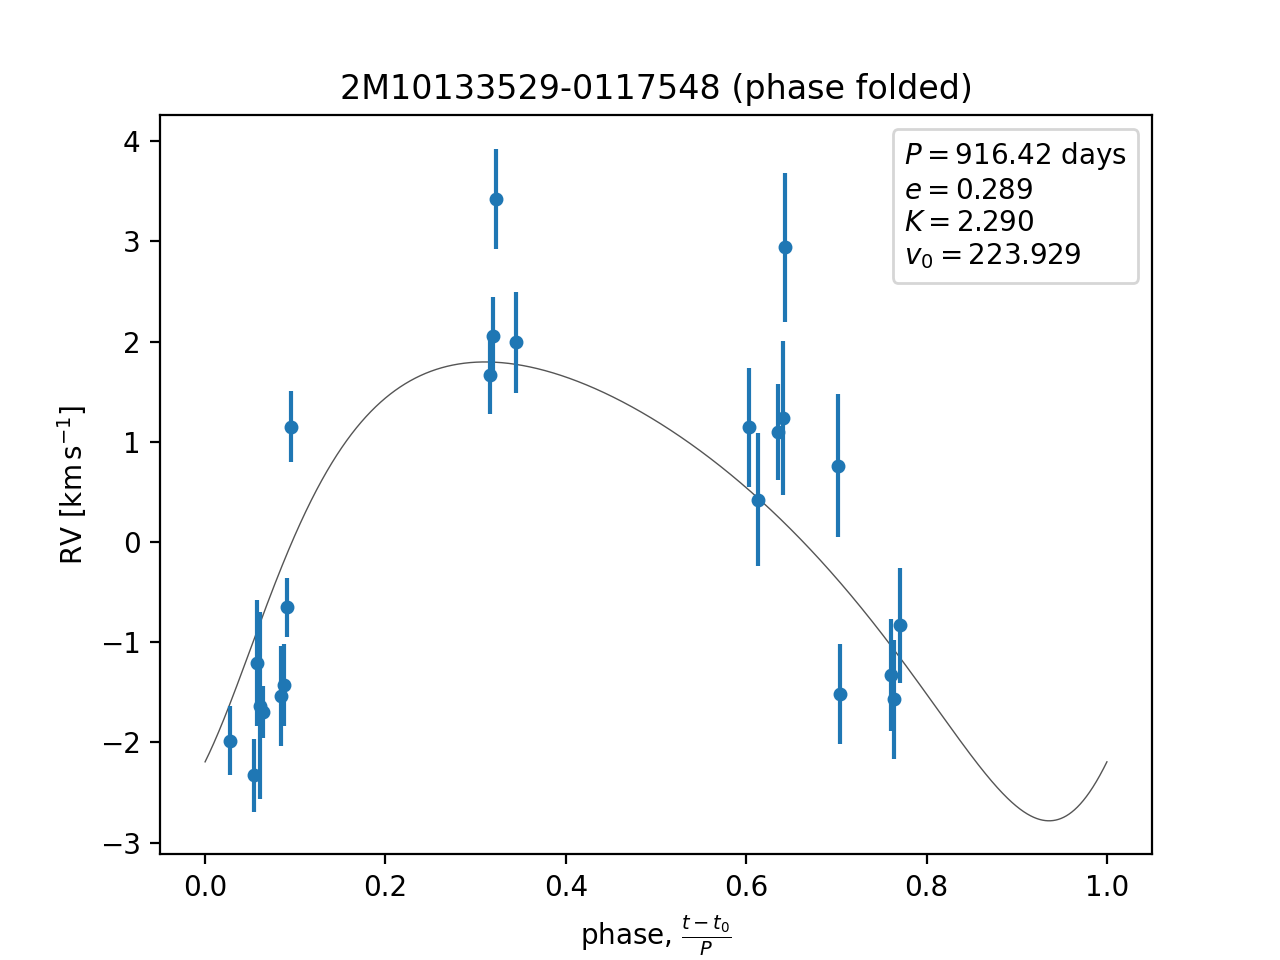 2M10133529-0117548 (phase folded)
P = 916.42 days
e = 0.289
K = 2.290
v₀ = 223.929
4
3
2
1
0
−1
−2
−3
RV [km s⁻¹]
0.0 0.2 0.4 0.6 0.8 1.0
phase, (t − t₀)/P